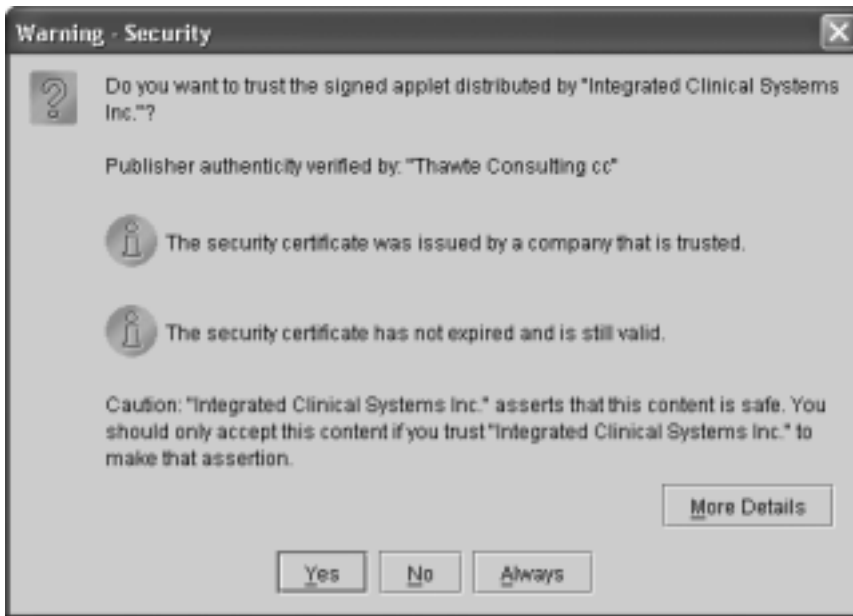 Warning - Security
Do you want to trust the signed applet distributed by "Integrated Clinical Systems
Inc."?
Publisher authenticity verified by: "Thawte Consulting cc"
The security certificate was issued by a company that is trusted.
The security certificate has not expired and is still valid.
Caution: "Integrated Clinical Systems Inc." asserts that this content is safe. You
should only accept this content if you trust "Integrated Clinical Systems Inc." to
make that assertion.
More Details
Yes No Always